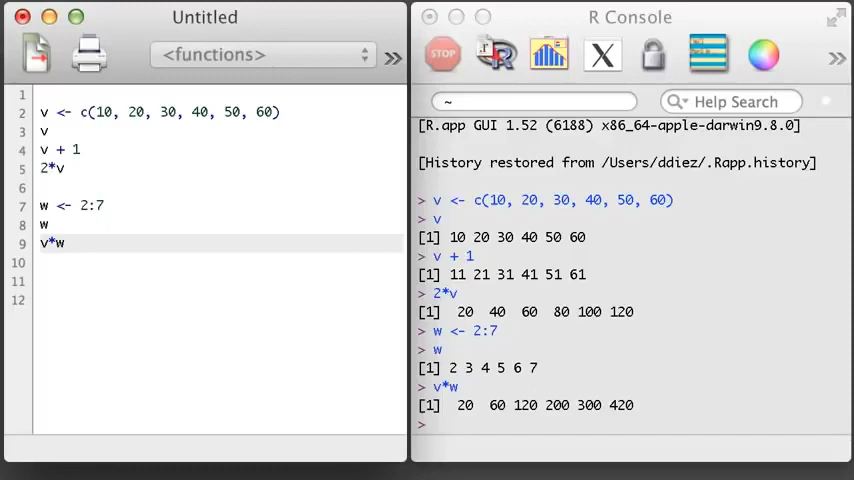 Untitled
<functions>
»
1
2 v <- c(10, 20, 30, 40, 50, 60)
3 v
4 v + 1
5 2*v
6
7 w <- 2:7
8 w
9 v*w
10
11
12
R Console
STOP
R
X
»
~
Help Search
[R.app GUI 1.52 (6188) x86_64-apple-darwin9.8.0]
[History restored from /Users/ddiez/.Rapp.history]
> v <- c(10, 20, 30, 40, 50, 60)
> v
[1] 10 20 30 40 50 60
> v + 1
[1] 11 21 31 41 51 61
> 2*v
[1]  20  40  60  80 100 120
> w <- 2:7
> w
[1] 2 3 4 5 6 7
> v*w
[1]  20  60 120 200 300 420
>